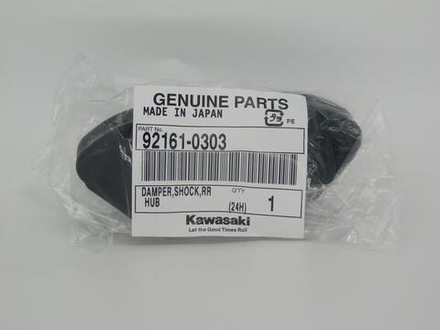 GENUINE PARTS
MADE IN JAPAN
PE
PART No.
92161-0303
DAMPER,SHOCK,RR Q'TY
HUB (24H) 1
Kawasaki
Let the Good Times Roll